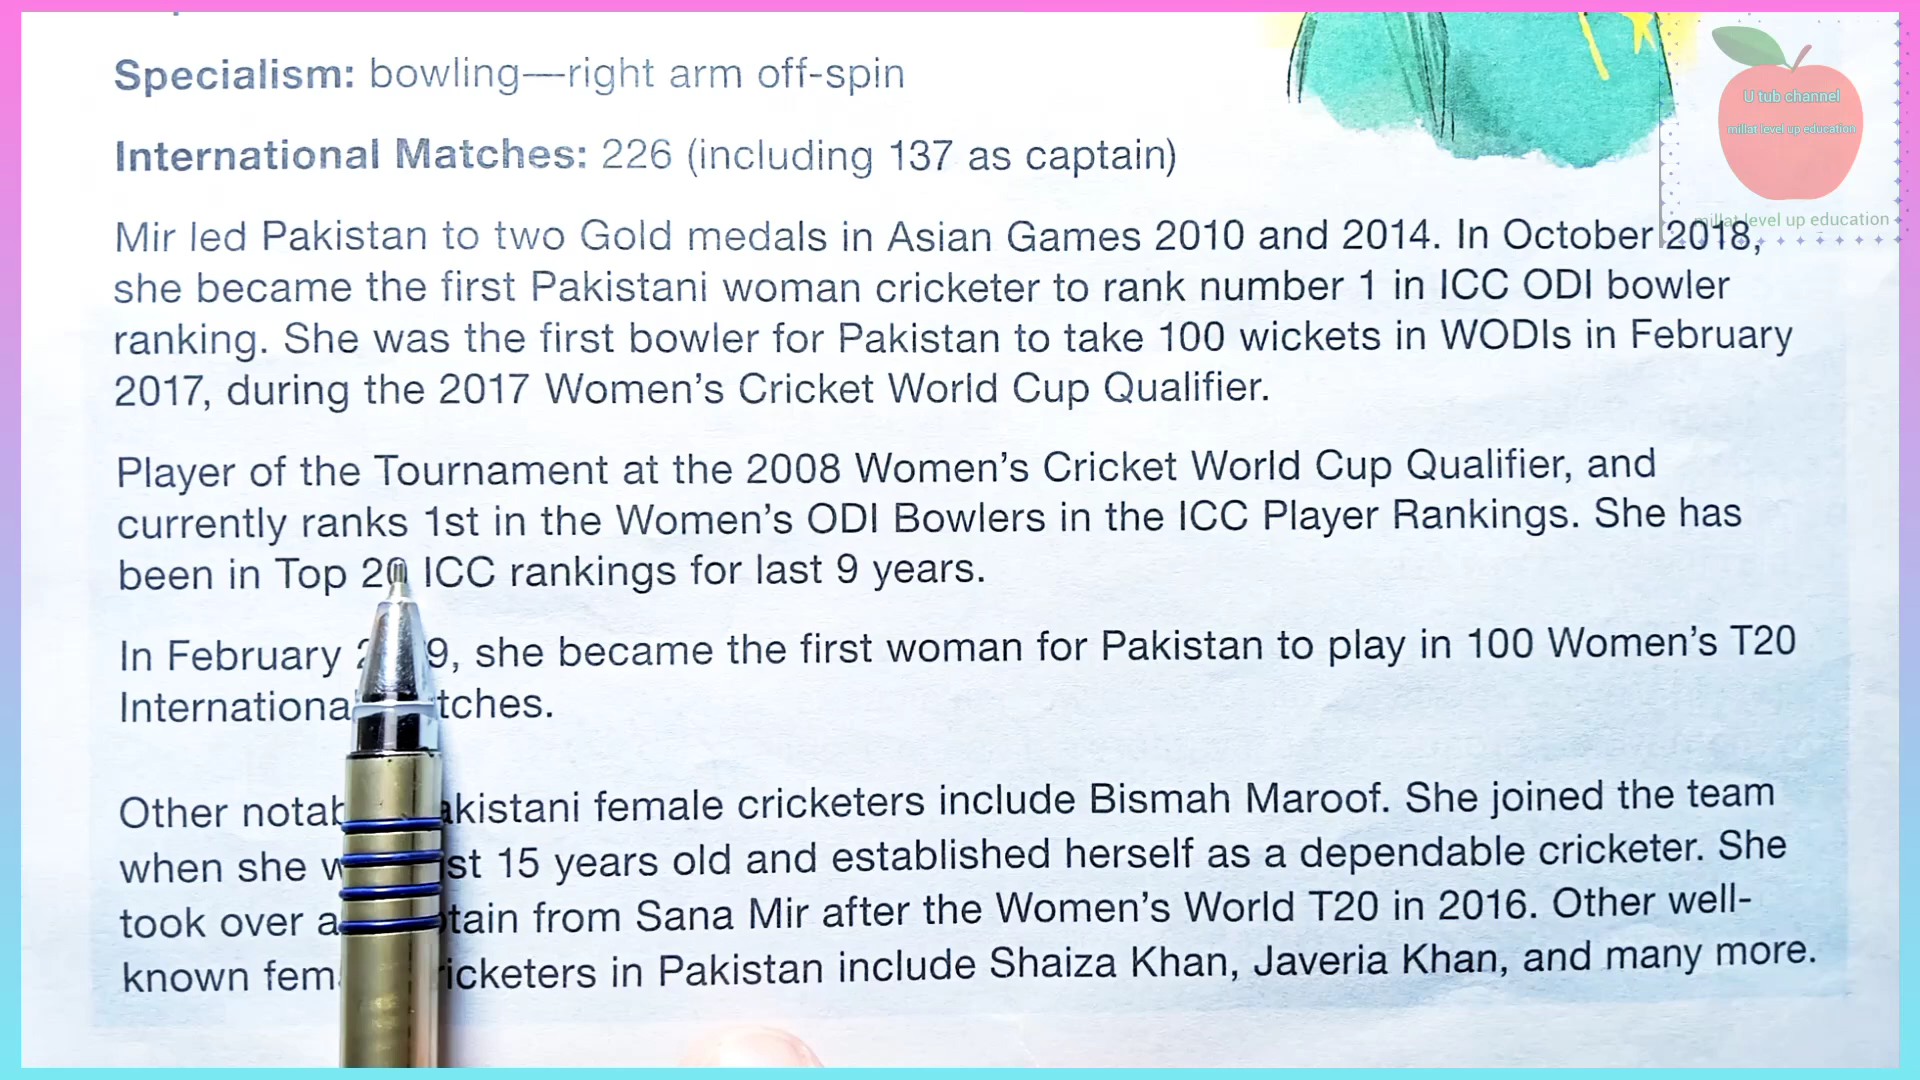 Specialism: bowling—right arm off-spin
International Matches: 226 (including 137 as captain)
Mir led Pakistan to two Gold medals in Asian Games 2010 and 2014. In October 2018,
she became the first Pakistani woman cricketer to rank number 1 in ICC ODI bowler
ranking. She was the first bowler for Pakistan to take 100 wickets in WODIs in February
2017, during the 2017 Women's Cricket World Cup Qualifier.
Player of the Tournament at the 2008 Women's Cricket World Cup Qualifier, and
currently ranks 1st in the Women's ODI Bowlers in the ICC Player Rankings. She has
been in Top 20 ICC rankings for last 9 years.
In February 9, she became the first woman for Pakistan to play in 100 Women's T20
Internationa tches.
Other notab akistani female cricketers include Bismah Maroof. She joined the team
when she w st 15 years old and established herself as a dependable cricketer. She
took over a tain from Sana Mir after the Women's World T20 in 2016. Other well-
known fem icketers in Pakistan include Shaiza Khan, Javeria Khan, and many more.
U tub channel
millat level up education
millat level up education